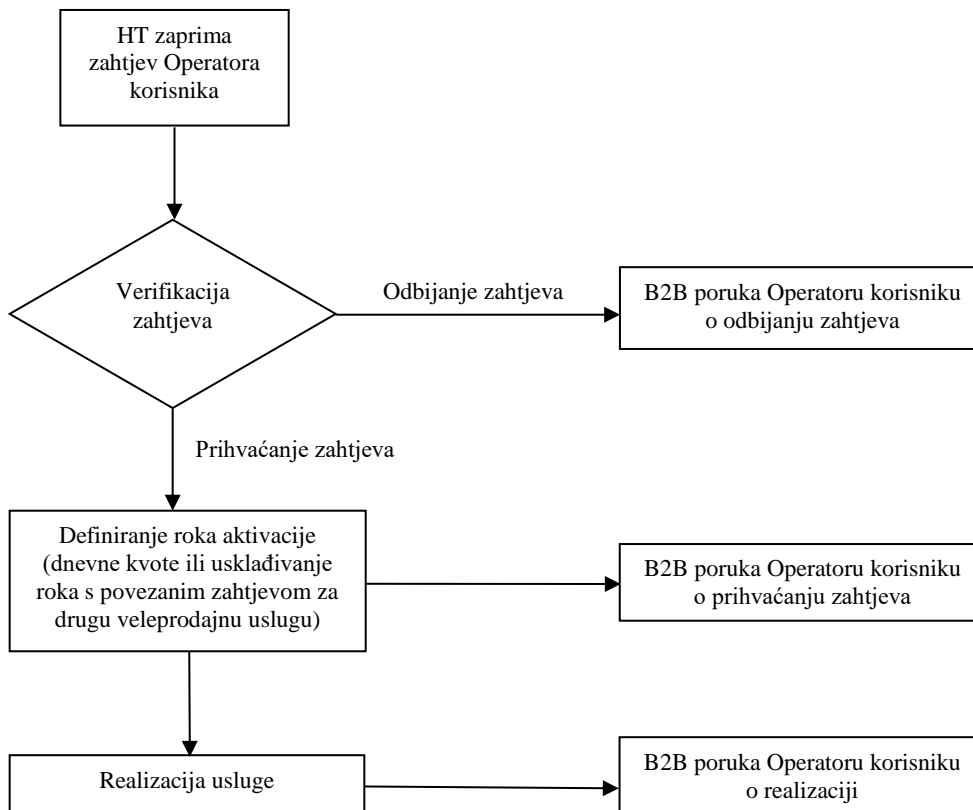 HT zaprima
zahtjev Operatora
korisnika
Verifikacija
zahtjeva
Odbijanje zahtjeva
B2B poruka Operatoru korisniku
o odbijanju zahtjeva
Prihvaćanje zahtjeva
Definiranje roka aktivacije
(dnevne kvote ili usklađivanje
roka s povezanim zahtjevom za
drugu veleprodajnu uslugu)
B2B poruka Operatoru korisniku
o prihvaćanju zahtjeva
Realizacija usluge
B2B poruka Operatoru korisniku
o realizaciji